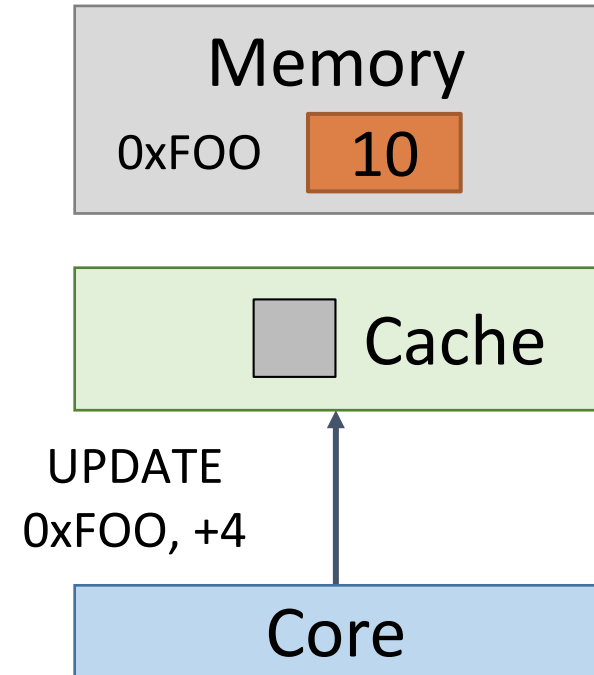 Memory
0xFOO 10
Cache
UPDATE
0xFOO, +4
Core